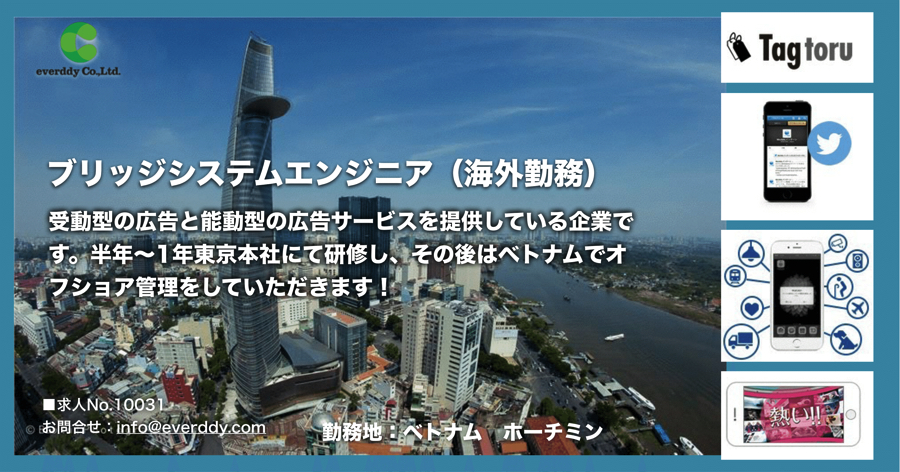 everddy Co.,Ltd.
Tagtoru
ブリッジシステムエンジニア（海外勤務）
受動型の広告と能動型の広告サービスを提供している企業で
す。半年〜1年東京本社にて研修し、その後はベトナムでオ
フショア管理をしていただきます！
熱い!!
■求人No.10031
お問合せ：info@everddy.com
勤務地：ベトナム　ホーチミン